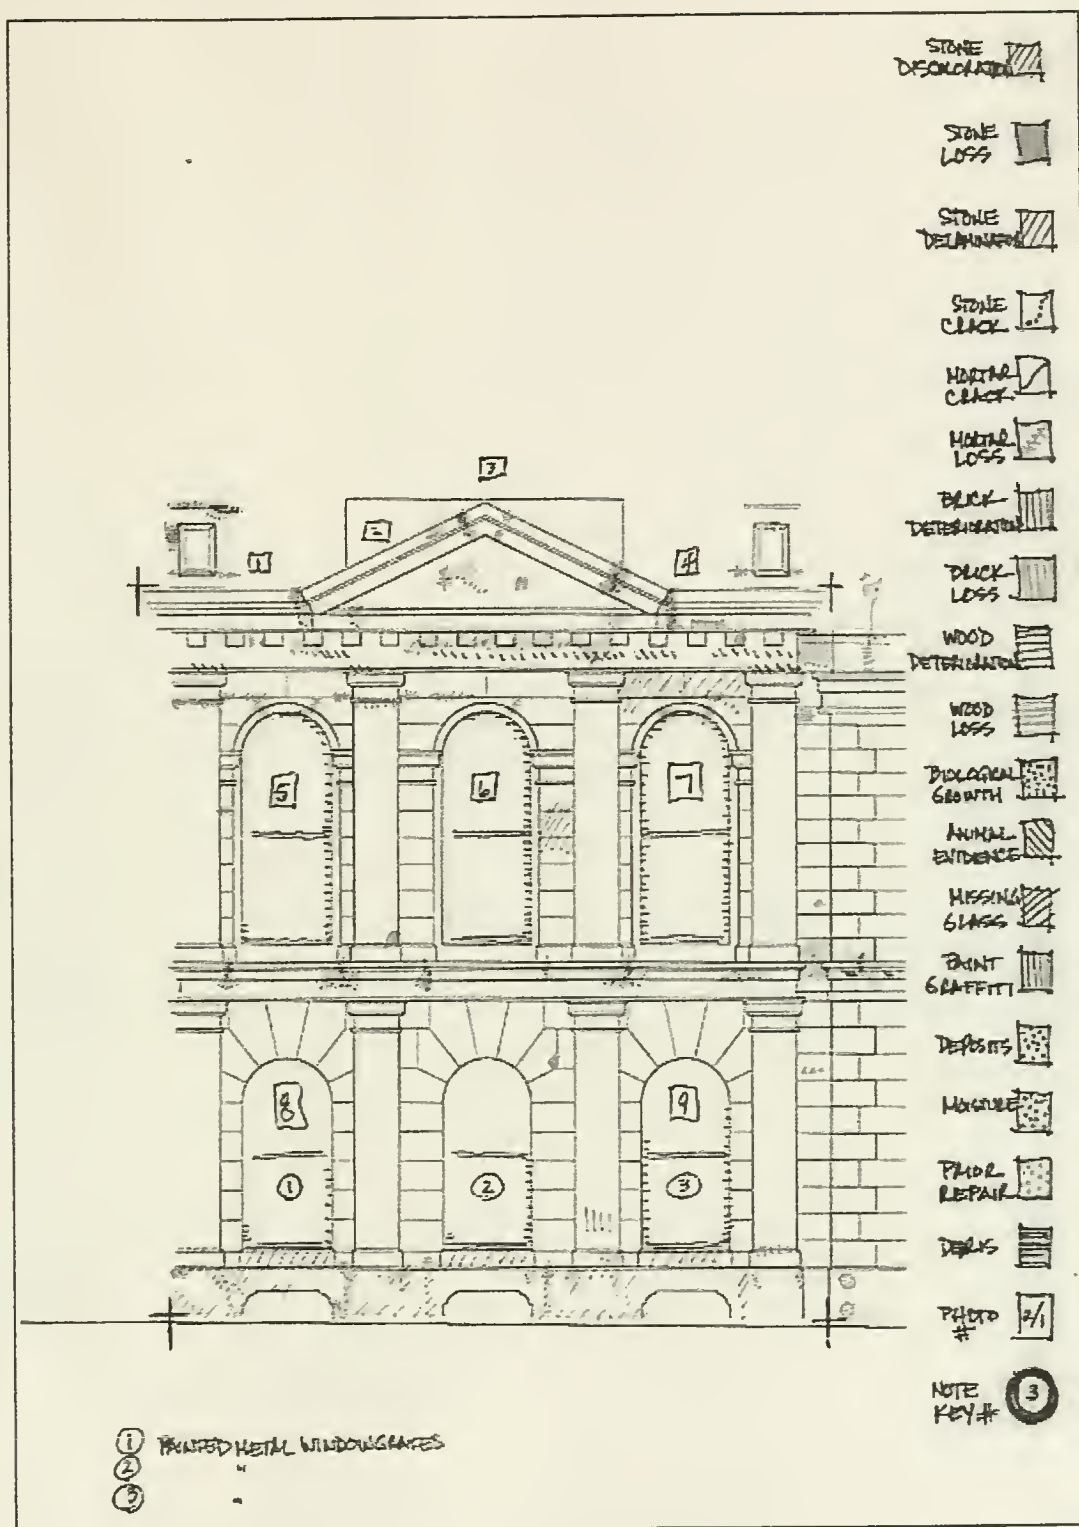 STONE
DISCOLORATION
STONE
LOSS
STONE
DELAMINATION
STONE
CRACK
MORTAR
CRACK
MORTAR
LOSS
BRICK
DETERIORATION
BRICK
LOSS
WOOD
DETERIORATION
WOOD
LOSS
BIOLOGICAL
GROWTH
ANIMAL
EVIDENCE
MISSING
GLASS
PAINT
GRAFFITI
DEPOSITS
MOISTURE
PRIOR
REPAIR
DEBRIS
PHOTO
#
2/1
NOTE
KEY#
3
3
2
1
4
5
6
7
8
9
1
2
3
1 PAINTED METAL WINDOW GRATES
2 "
3 "